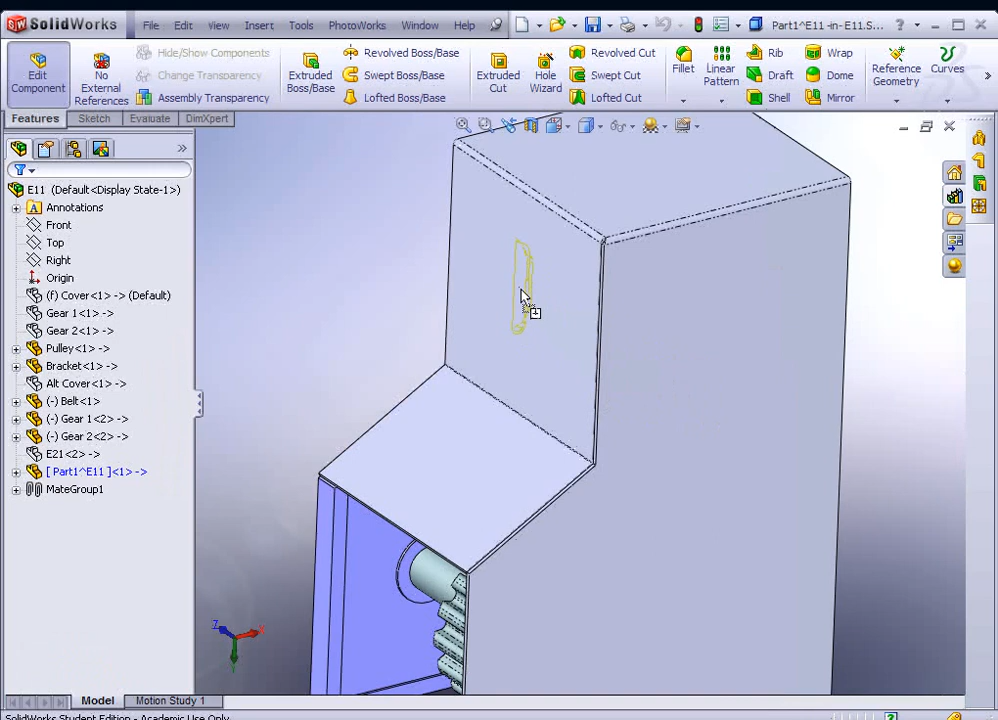 SolidWorks File Edit View Insert Tools PhotoWorks Window Help Part1^E11 -in-E11.S... ?
Edit Component
No External References
Hide/Show Components
Change Transparency
Assembly Transparency
Extruded Boss/Base
Revolved Boss/Base
Swept Boss/Base
Lofted Boss/Base
Extruded Cut
Hole Wizard
Revolved Cut
Swept Cut
Lofted Cut
Fillet
Linear Pattern
Rib
Draft
Shell
Wrap
Dome
Mirror
Reference Geometry
Curves
Features Sketch Evaluate DimXpert
E11 (Default<Display State-1>)
Annotations
Front
Top
Right
Origin
(f) Cover<1> -> (Default)
Gear 1<1> ->
Gear 2<1> ->
Pulley<1> ->
Bracket<1> ->
Alt Cover<1> ->
(-) Belt<1>
(-) Gear 1<2> ->
(-) Gear 2<2> ->
E21<2> ->
[ Part1^E11 ]<1> ->
MateGroup1
Z X Y
Model Motion Study 1
SolidWorks Student Edition - Academic Use Only